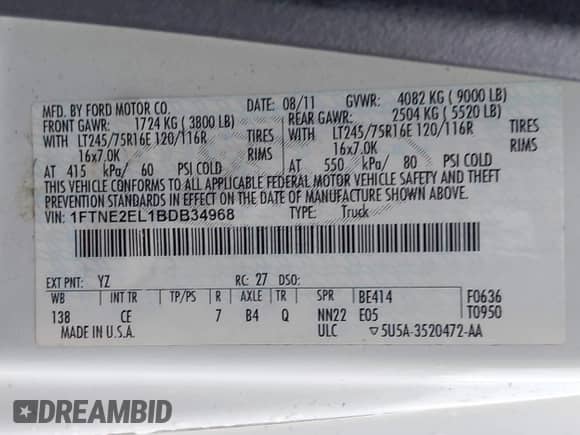 MFD. BY FORD MOTOR CO. DATE: 08/11 GVWR: 4082 KG ( 9000 LB)
FRONT GAWR: 1724 KG ( 3800 LB) REAR GAWR: 2504 KG ( 5520 LB)
WITH LT245/75R16E 120/116R TIRES WITH LT245/75R16E 120/116R TIRES
16x7.0K RIMS 16x7.0K RIMS
AT 415 kPa/ 60 PSI COLD AT 550 kPa/ 80 PSI COLD
THIS VEHICLE CONFORMS TO ALL APPLICABLE FEDERAL MOTOR VEHICLE SAFETY AND THEFT
PREVENTION STANDARDS IN EFFECT ON THE DATE OF MANUFACTURE SHOWN ABOVE.
VIN: 1FTNE2EL1BDB34968 TYPE: Truck
EXT PNT: YZ RC: 27 DSO:
WB INT TR TP/PS R AXLE TR SPR BE414 F0636
138 CE 7 B4 Q NN22 E05 T0950
MADE IN U.S.A. ULC ▽5U5A-3520472-AA
DREAMBID